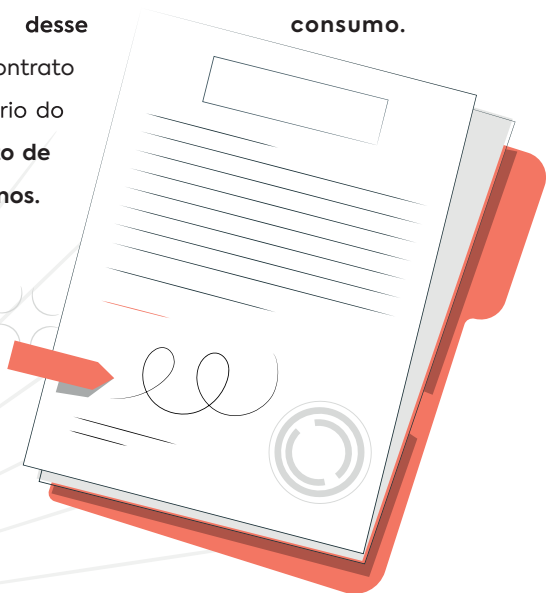 desse consumo.
ontrato
rio do
o de
nos.